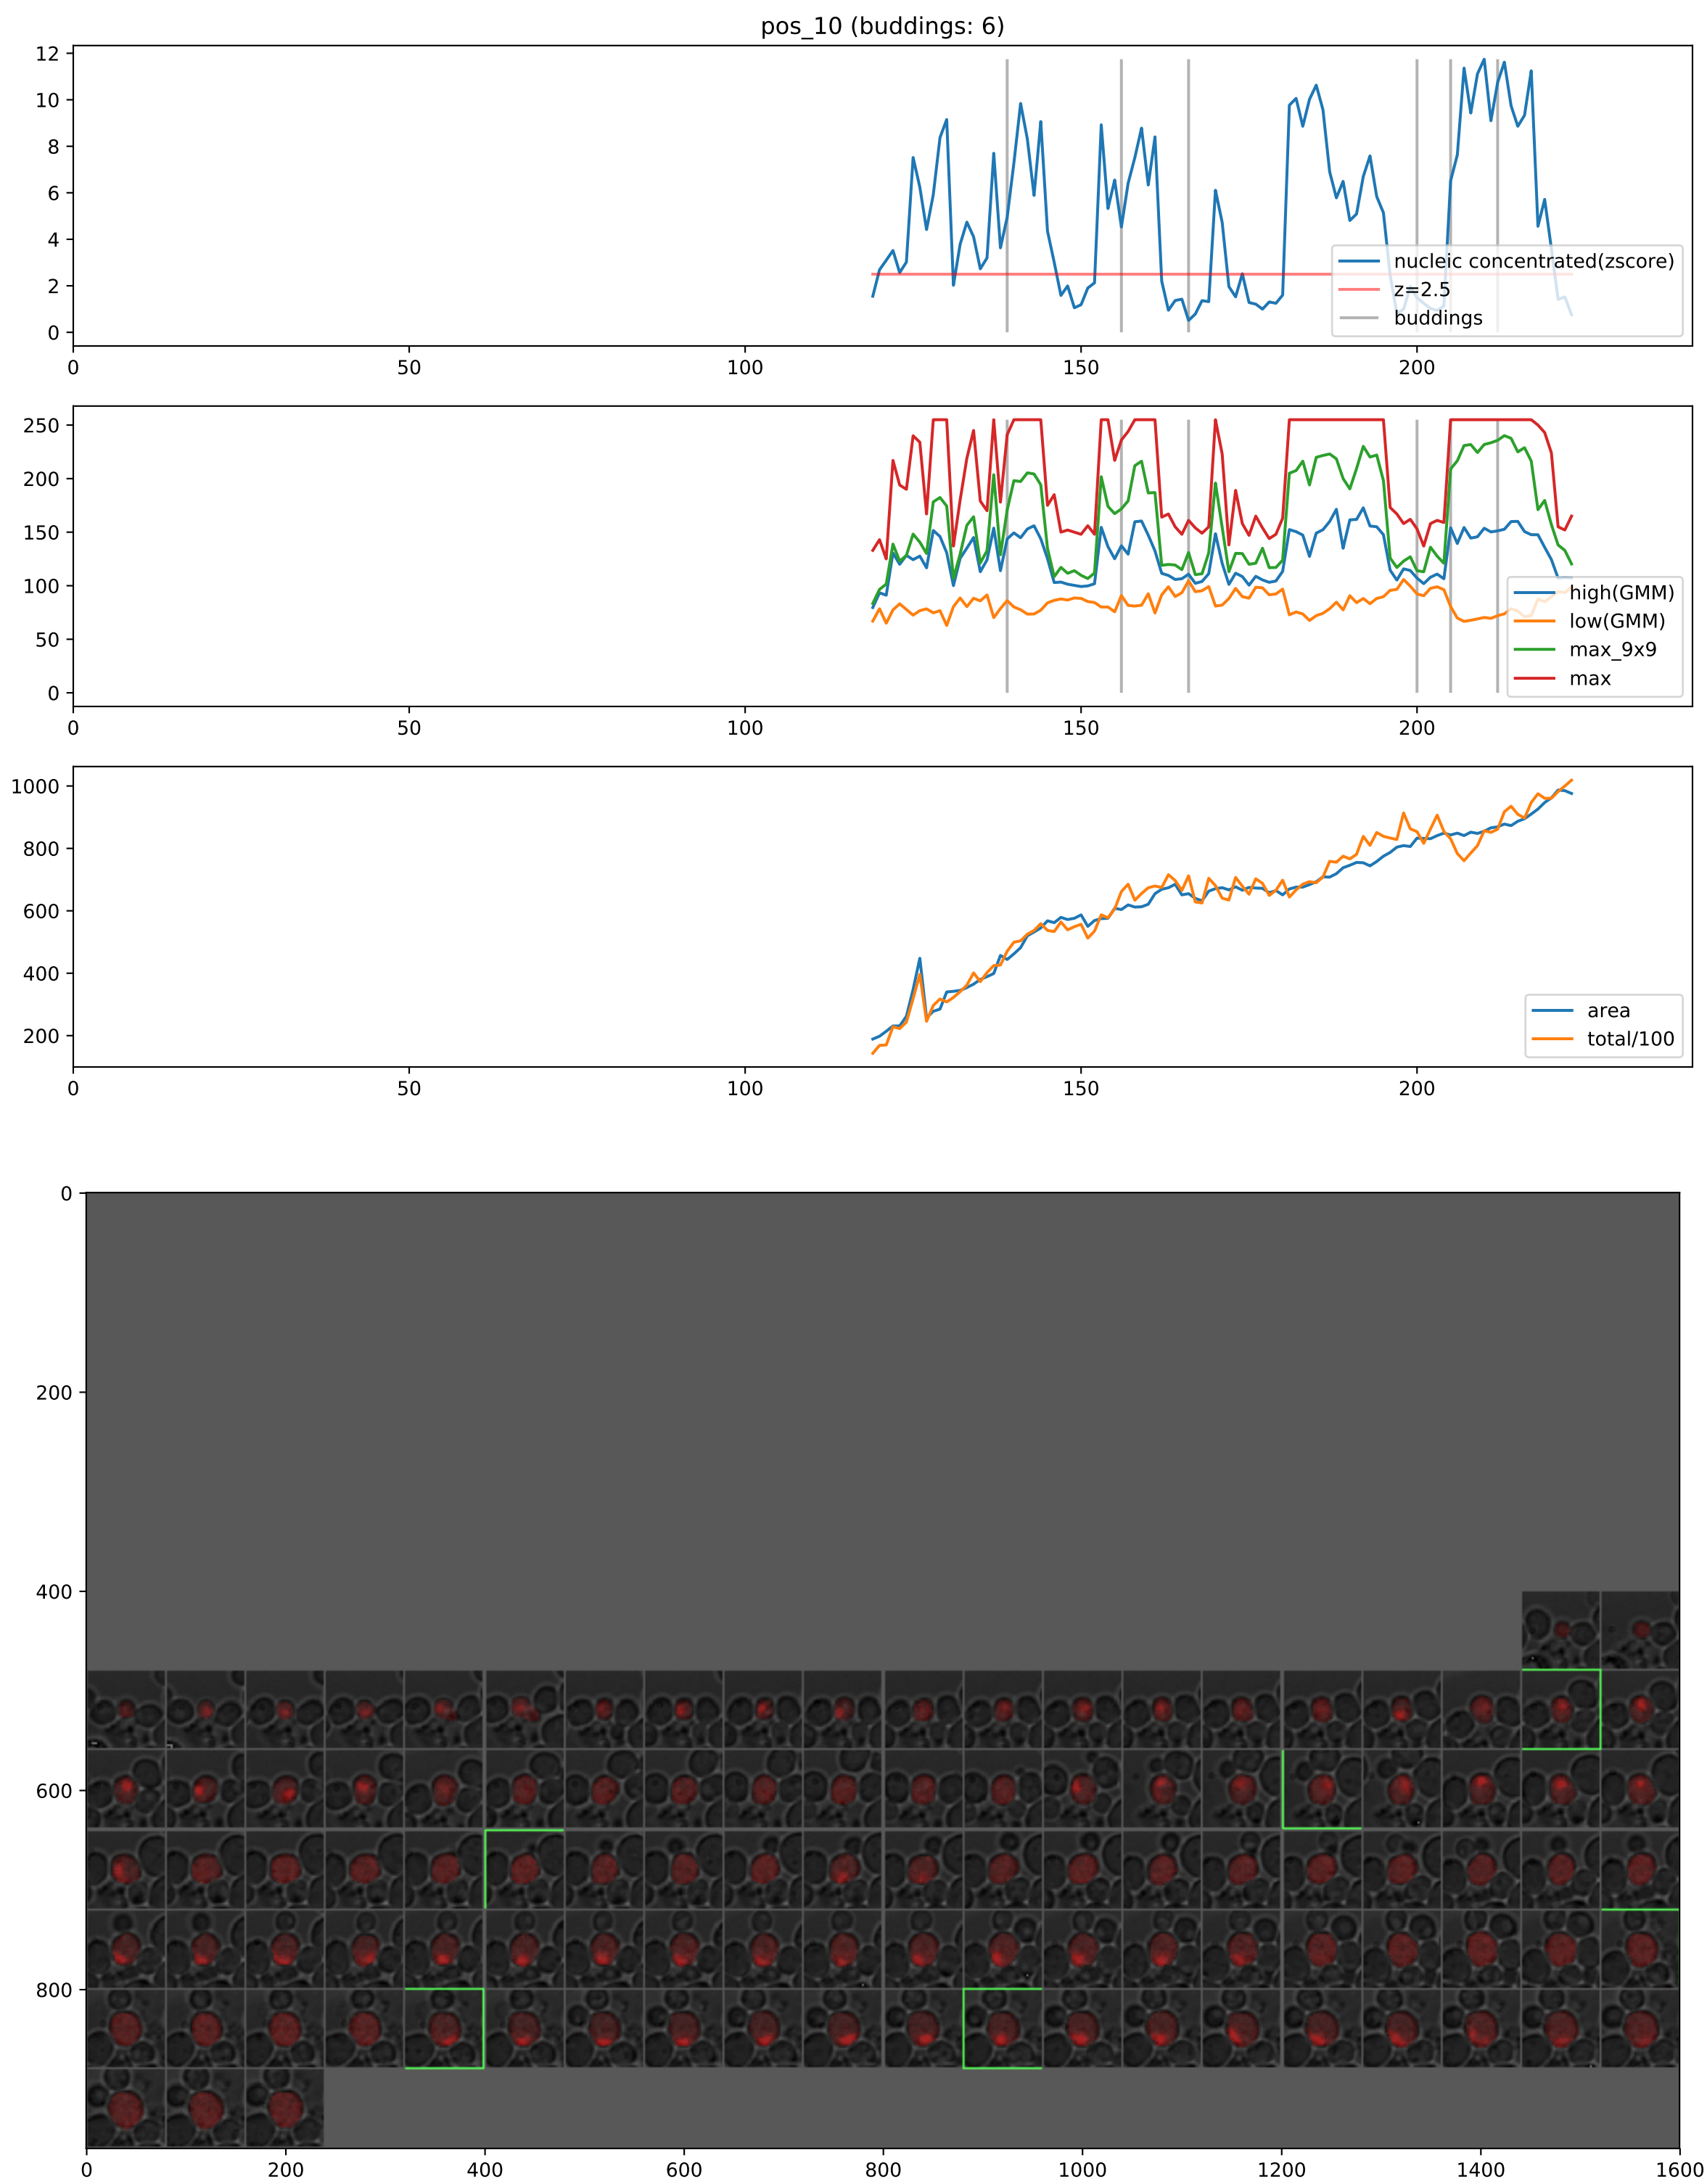 pos_10 (buddings: 6)
12
10
8
6
4
2
0
nucleic concentrated(zscore)
z=2.5
buddings
0 50 100 150 200
250
200
150
100
50
0
high(GMM)
low(GMM)
max_9x9
max
0 50 100 150 200
1000
800
600
400
200
area
total/100
0 50 100 150 200
0
200
400
600
800
0 200 400 600 800 1000 1200 1400 1600